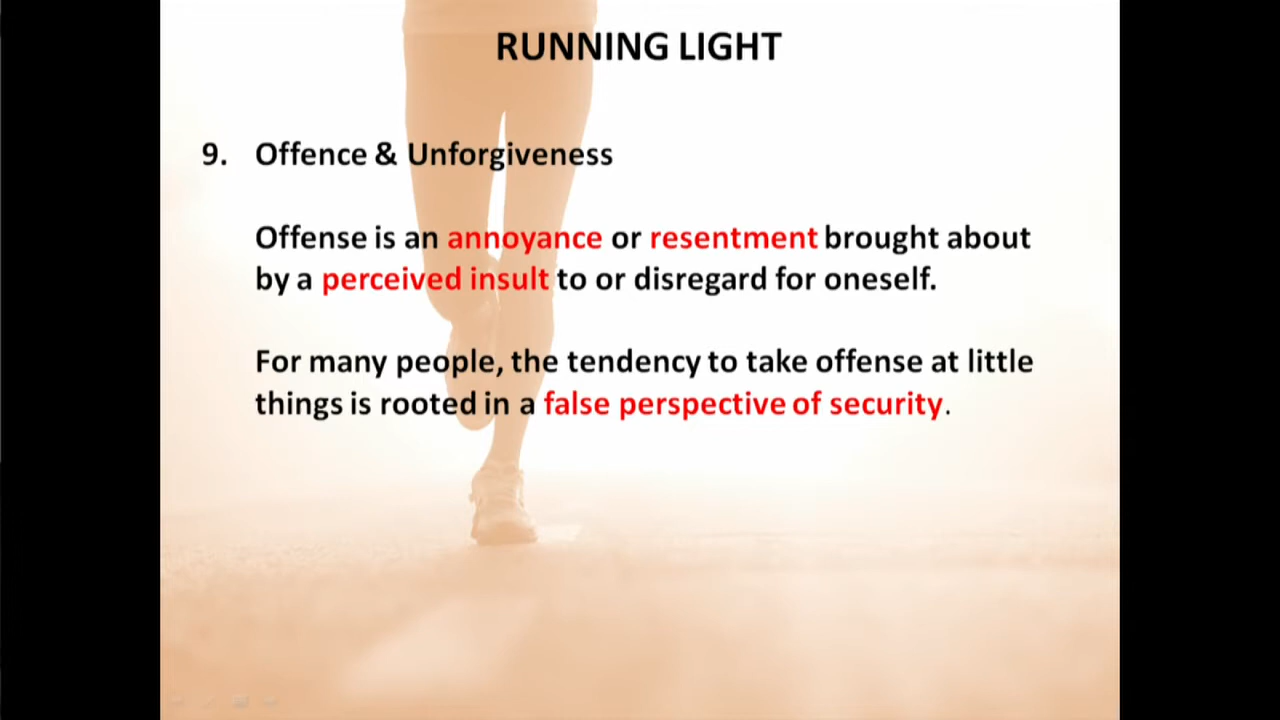 RUNNING LIGHT
9. Offence & Unforgiveness
Offense is an annoyance or resentment brought about
by a perceived insult to or disregard for oneself.
For many people, the tendency to take offense at little
things is rooted in a false perspective of security.